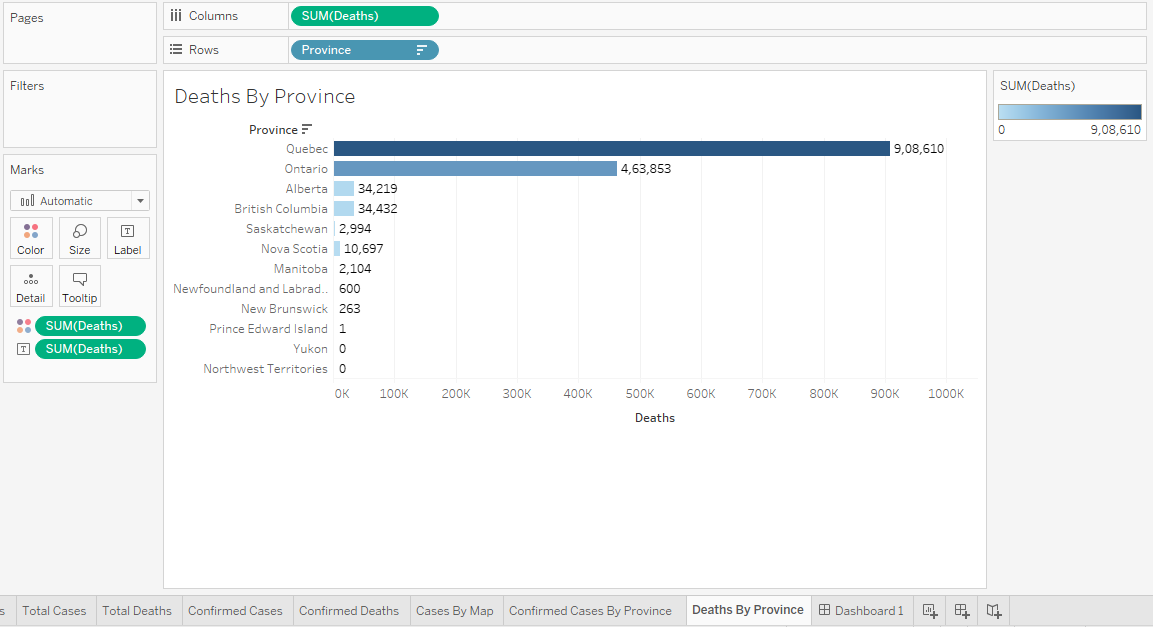 Pages
Columns
SUM(Deaths)
Rows
Province
Filters
Marks
Automatic
Color
Size
Label
Detail
Tooltip
SUM(Deaths)
SUM(Deaths)
Deaths By Province
Province
Quebec 9,08,610
Ontario 4,63,853
Alberta 34,219
British Columbia 34,432
Saskatchewan 2,994
Nova Scotia 10,697
Manitoba 2,104
Newfoundland and Labrad.. 600
New Brunswick 263
Prince Edward Island 1
Yukon 0
Northwest Territories 0
0K 100K 200K 300K 400K 500K 600K 700K 800K 900K 1000K
Deaths
SUM(Deaths)
0 9,08,610
s Total Cases Total Deaths Confirmed Cases Confirmed Deaths Cases By Map Confirmed Cases By Province Deaths By Province Dashboard 1